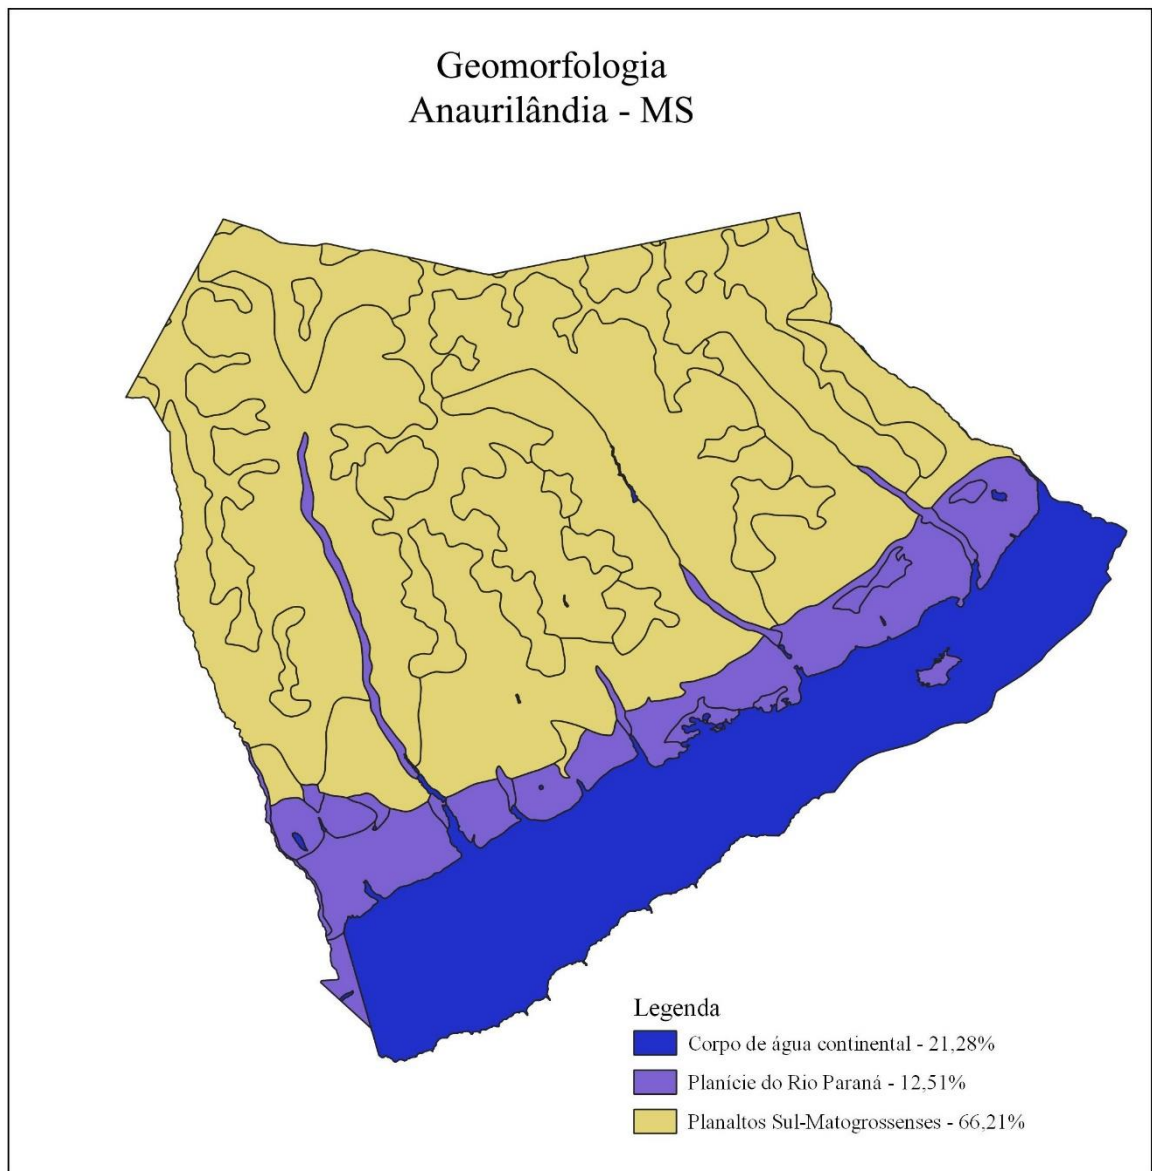 Geomorfologia
Anaurilândia - MS
Legenda
Corpo de água continental - 21,28%
Planície do Rio Paraná - 12,51%
Planaltos Sul-Matogrossenses - 66,21%